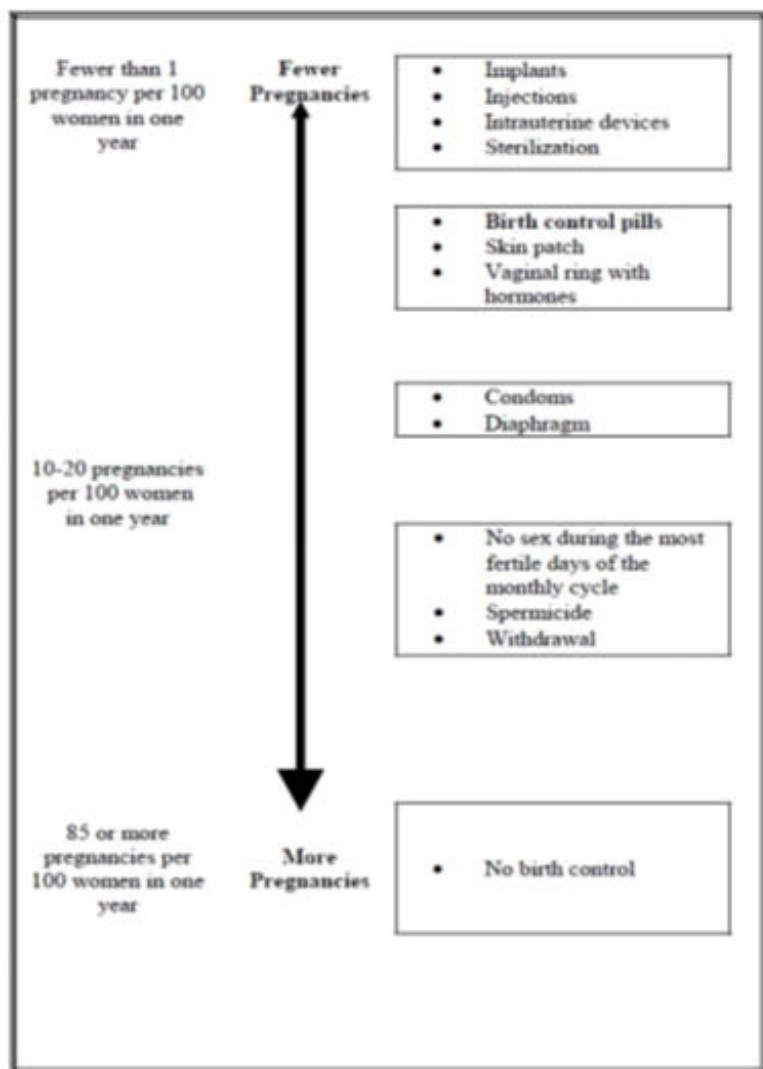 Fewer than 1
pregnancy per 100
women in one
year
Fewer
Pregnancies
• Implants
• Injections
• Intrauterine devices
• Sterilization
• Birth control pills
• Skin patch
• Vaginal ring with
hormones
• Condoms
• Diaphragm
10-20 pregnancies
per 100 women
in one year
• No sex during the most
fertile days of the
monthly cycle
• Spermicide
• Withdrawal
85 or more
pregnancies per
100 women in one
year
More
Pregnancies
• No birth control